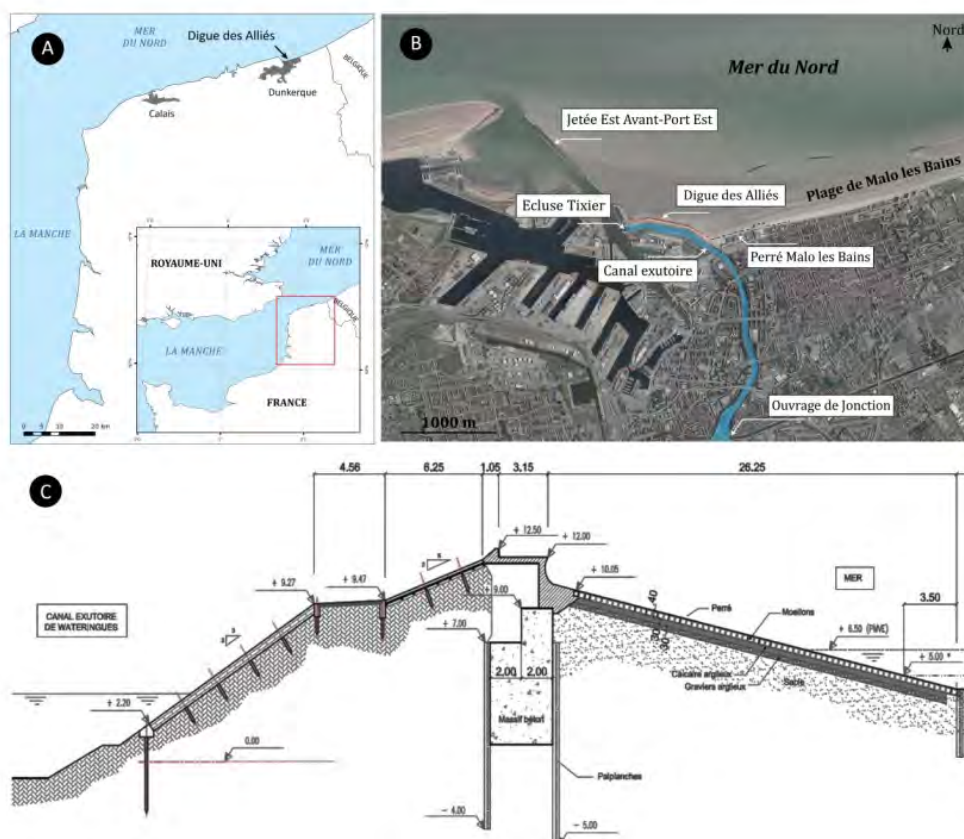 A
MER
DU NORD
Digue des Alliés
BELGIQUE
Dunkerque
Calais
LA MANCHE
ROYAUME-UNI
MER
DU NORD
BELGIQUE
LA MANCHE
FRANCE
0 5 10 20 km
B
Nord
Mer du Nord
Jetée Est Avant-Port Est
Plage de Malo les Bains
Digue des Alliés
Ecluse Tixier
Perré Malo les Bains
Canal exutoire
Ouvrage de Jonction
1000 m
C
4.56
6.25
1.05
3.15
26.25
+ 12.50
+ 12.00
+ 10.05
MER
+ 9.27
+ 9.47
+ 9.00
40
Perré
Moellons
3.50
CANAL EXUTOIRE
DE WATERINGUES
+ 7.00
+ 6.50 (PMVE)
+ 5.00 *
Calcaire argileux
Graviers argileux
Sable
2.00
2.00
Massif béton
+ 2.20
0.00
Palplanches
- 4.00
- 5.00